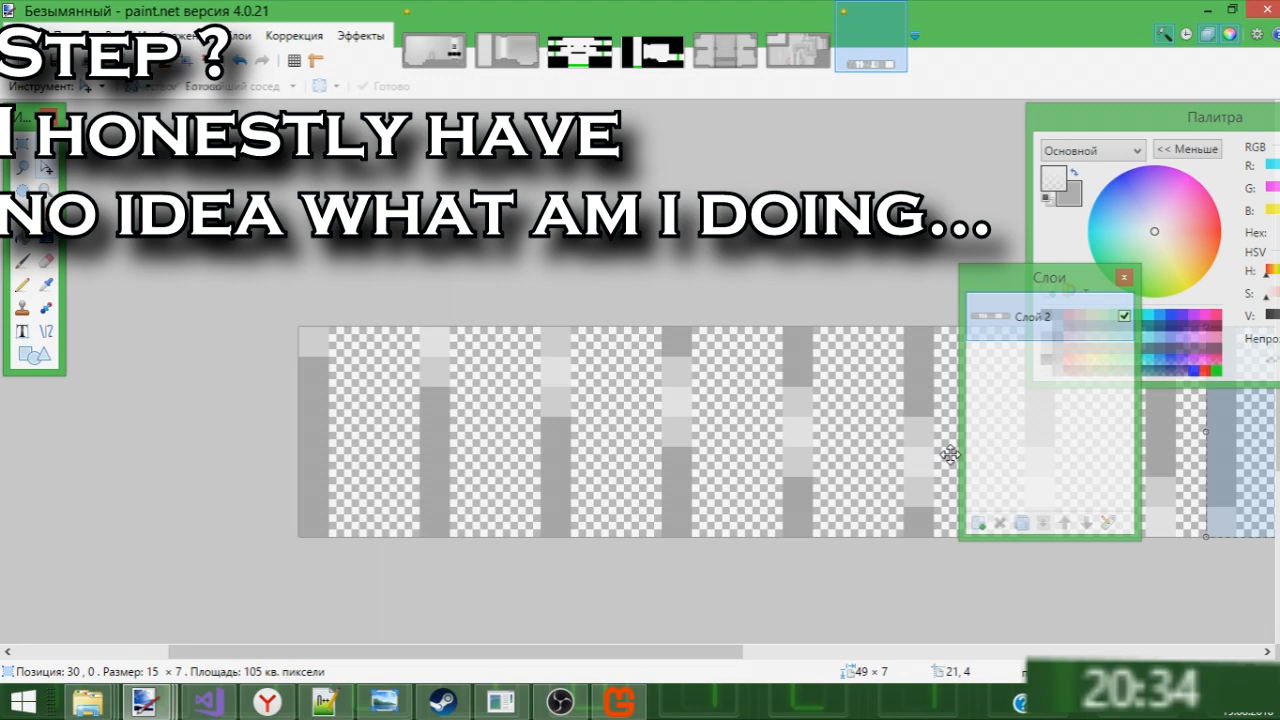 Безымянный - paint.net версия 4.0.21
Коррекция Эффекты
STEP ?
Инструмент: Готово
I HONESTLY HAVE
NO IDEA WHAT AM I DOING...
Палитра
Основной << Меньше RGB
R:
G:
B:
Hex:
HSV
H:
S:
V:
Слои
Слой 2
Позиция: 30 , 0 . Размер: 15 × 7 . Площадь: 105 кв. пиксели
49 × 7
21, 4
20:34